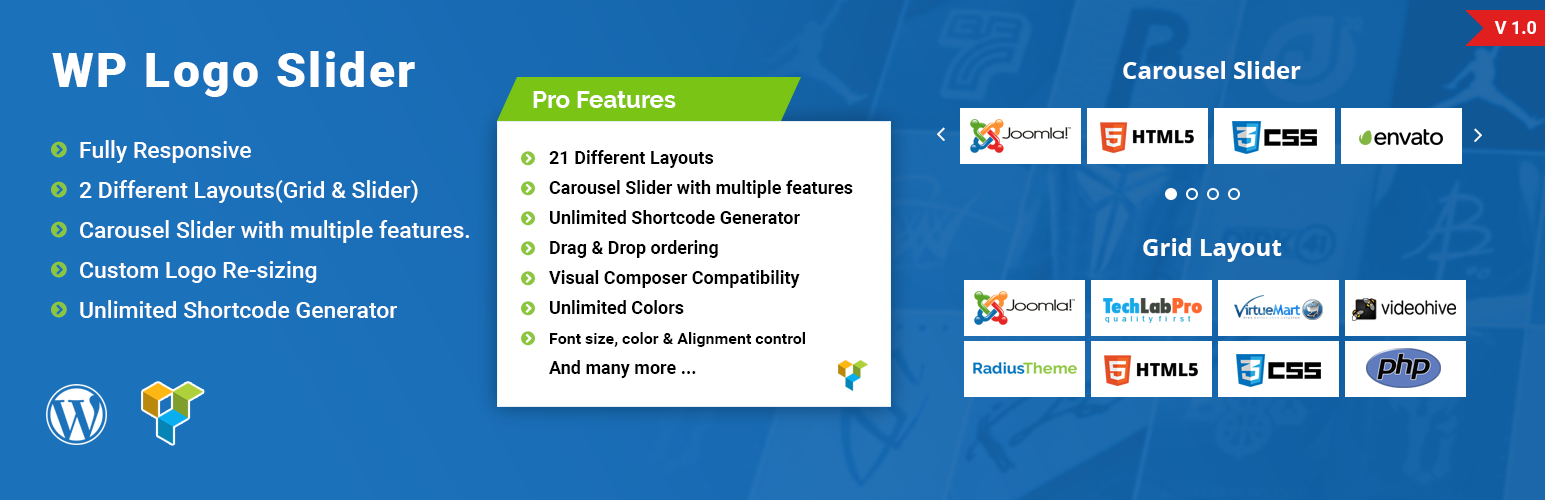 WP Logo Slider
Fully Responsive
2 Different Layouts(Grid & Slider)
Carousel Slider with multiple features.
Custom Logo Re-sizing
Unlimited Shortcode Generator
Pro Features
21 Different Layouts
Carousel Slider with multiple features
Unlimited Shortcode Generator
Drag & Drop ordering
Visual Composer Compatibility
Unlimited Colors
Font size, color & Alignment control
And many more ...
V 1.0
Carousel Slider
Joomla!
HTML5
CSS
envato
Grid Layout
Joomla!
TechLabPro
quality first
VirtueMart
videohive
RadiusTheme
HTML5
CSS
php